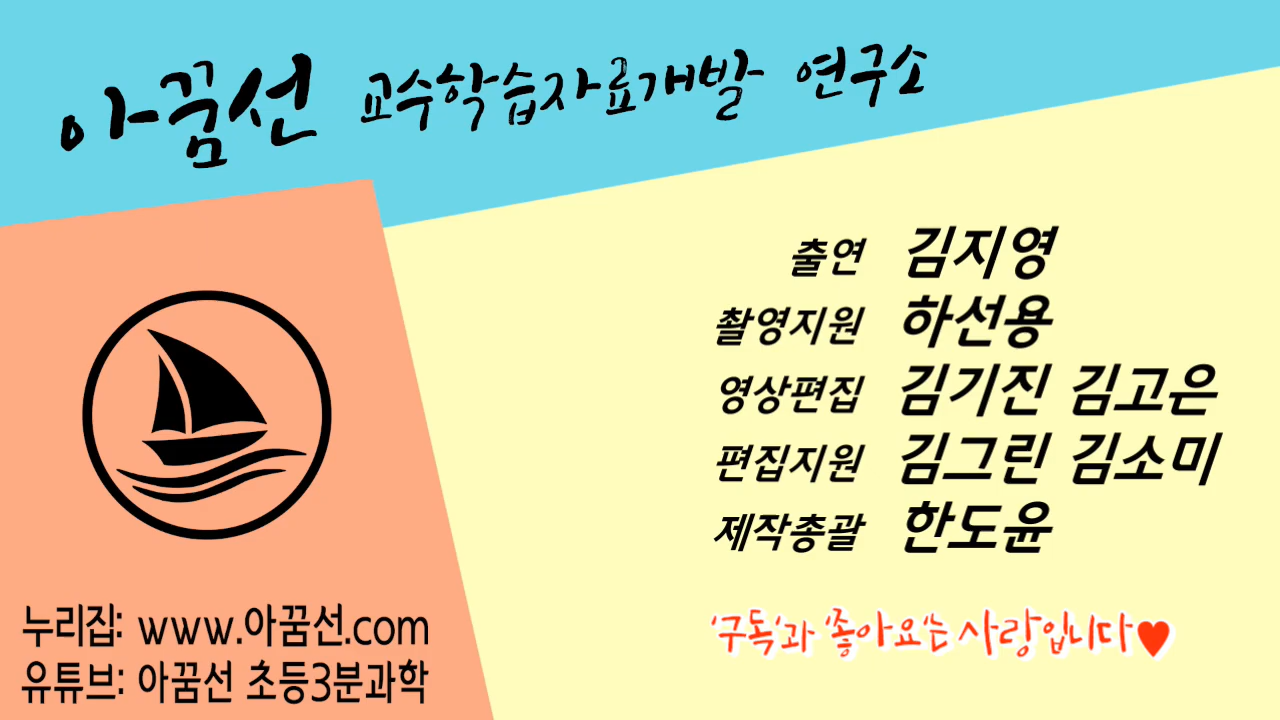 아꿈선 교수학습자료개발 연구소
출연 김지영
촬영지원 하선용
영상편집 김기진 김고은
편집지원 김그린 김소미
제작총괄 한도윤
'구독'과 '좋아요'는 사랑입니다♥
누리집: www.아꿈선.com
유튜브: 아꿈선 초등3분과학